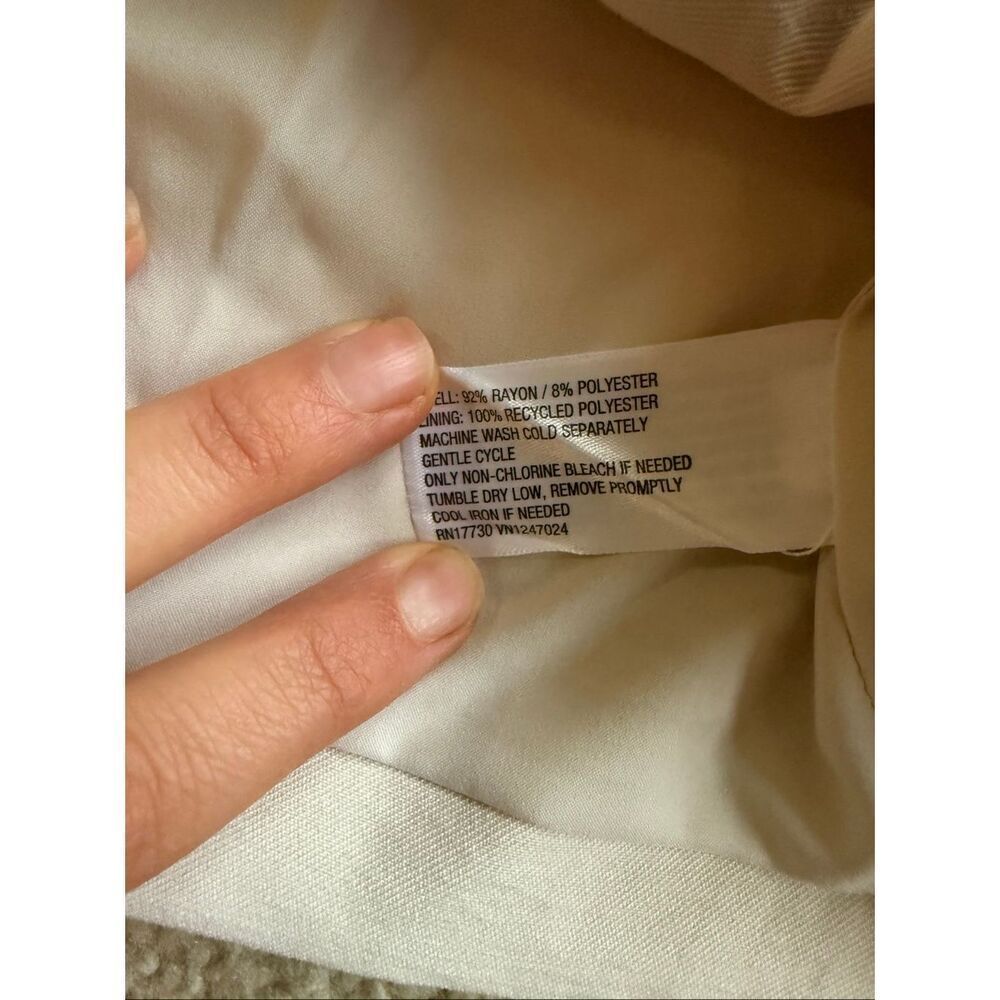 ELL: 92% RAYON / 8% POLYESTER
LINING: 100% RECYCLED POLYESTER
MACHINE WASH COLD SEPARATELY
GENTLE CYCLE
ONLY NON-CHLORINE BLEACH IF NEEDED
TUMBLE DRY LOW, REMOVE PROMPTLY
COOL IRON IF NEEDED
RN17730 VN1247024